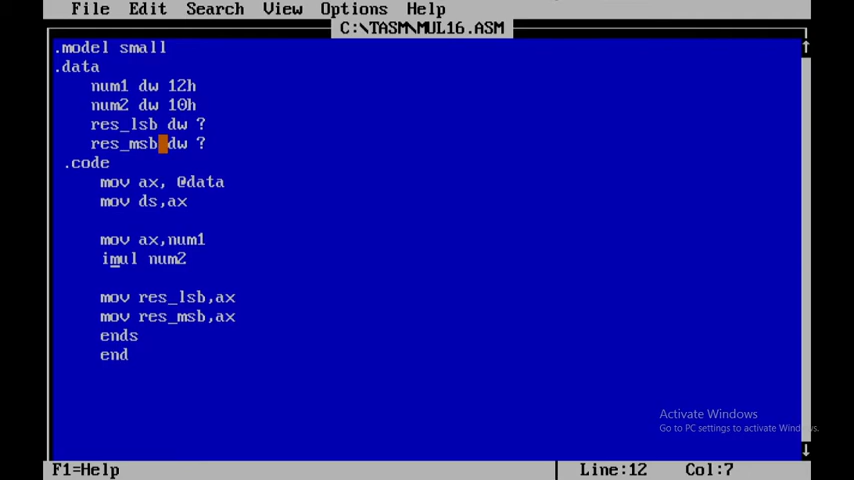 File Edit Search View Options Help
C:\TASM\MUL16.ASM
.model small
.data
num1 dw 12h
num2 dw 10h
res_lsb dw ?
res_msb dw ?
.code
mov ax, @data
mov ds,ax
mov ax,num1
imul num2
mov res_lsb,ax
mov res_msb,ax
ends
end
Activate Windows
Go to PC settings to activate Windows.
F1=Help Line:12 Col:7